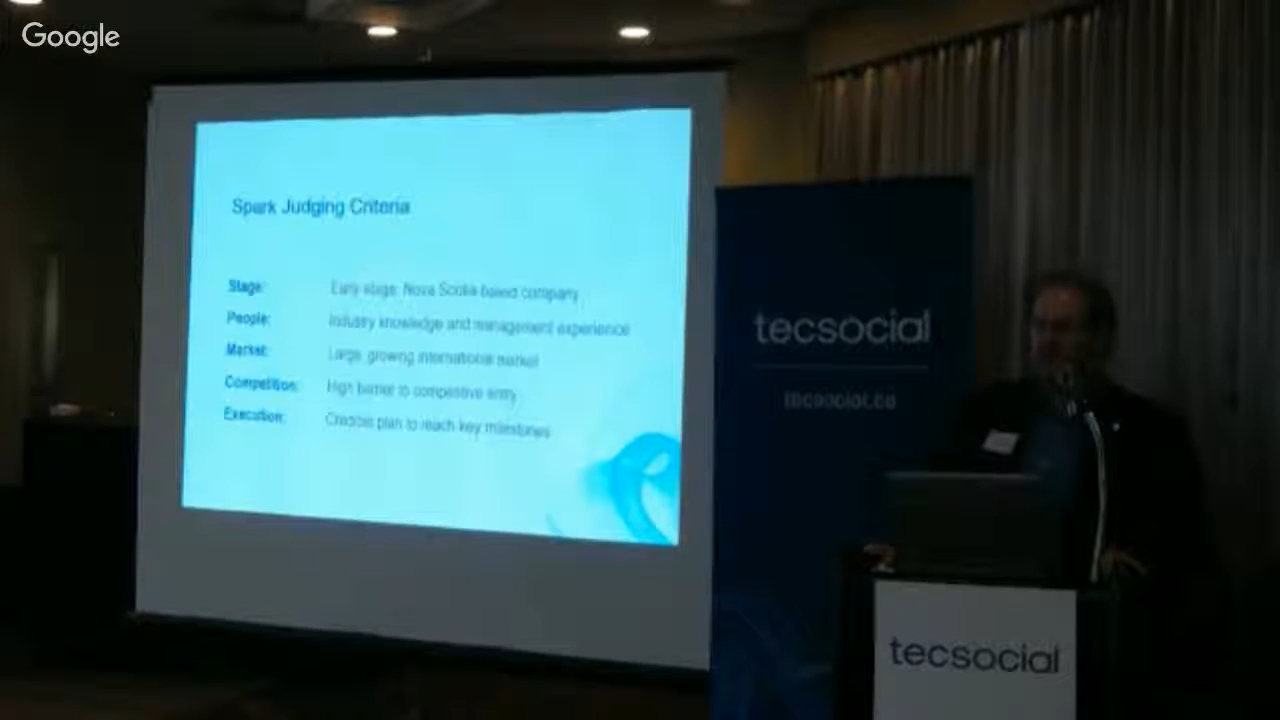 Google
Spark Judging Criteria
Stage: Early stage, Nova Scotia based company
People: Industry knowledge and management experience
Market: Large, growing international market
Competition: High barrier to competitive entry
Execution: Credible plan to reach key milestones
tecsocial
tecsocial.ca
tecsocial